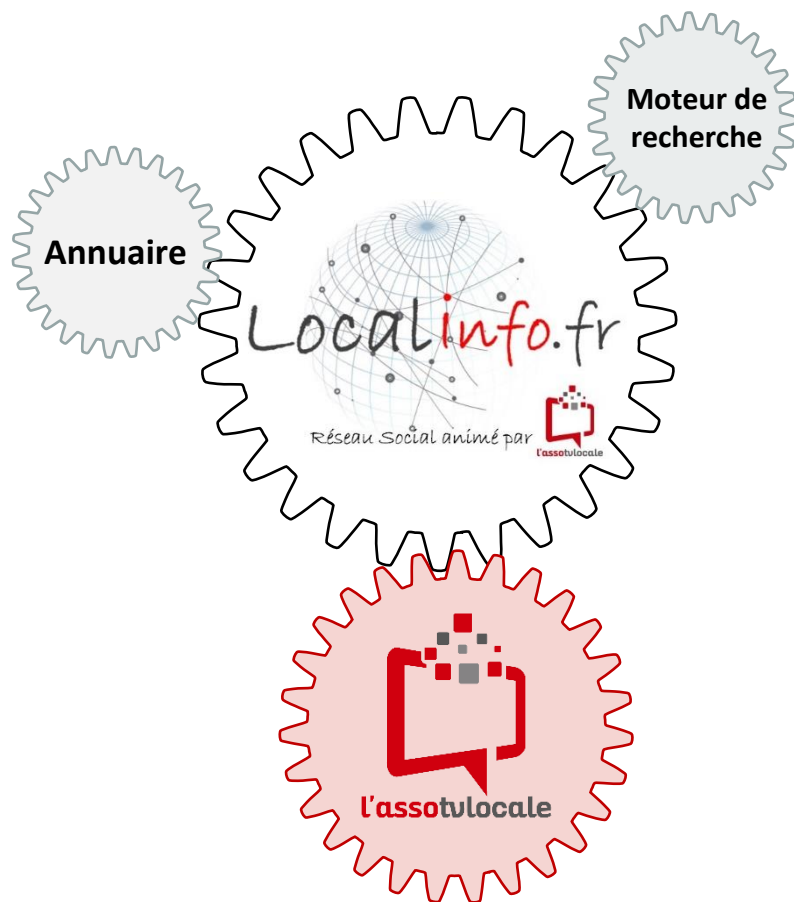 Moteur de
recherche
Annuaire
Localinfo.fr
Réseau Social animé par
l'assotvlocale
l'assotvlocale